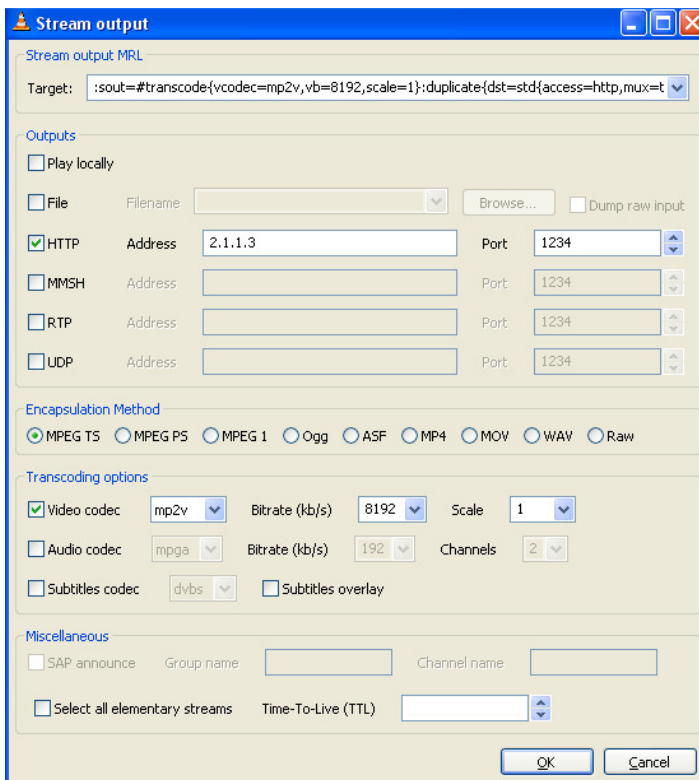 Stream output
Stream output MRL
Target: :sout=#transcode{vcodec=mp2v,vb=8192,scale=1}:duplicate{dst=std{access=http,mux=t
Outputs
Play locally
File Filename Browse... Dump raw input
HTTP Address 2.1.1.3 Port 1234
MMSH Address Port 1234
RTP Address Port 1234
UDP Address Port 1234
Encapsulation Method
MPEG TS MPEG PS MPEG 1 Ogg ASF MP4 MOV WAV Raw
Transcoding options
Video codec mp2v Bitrate (kb/s) 8192 Scale 1
Audio codec mpga Bitrate (kb/s) 192 Channels 2
Subtitles codec dvbs Subtitles overlay
Miscellaneous
SAP announce Group name Channel name
Select all elementary streams Time-To-Live (TTL)
OK Cancel